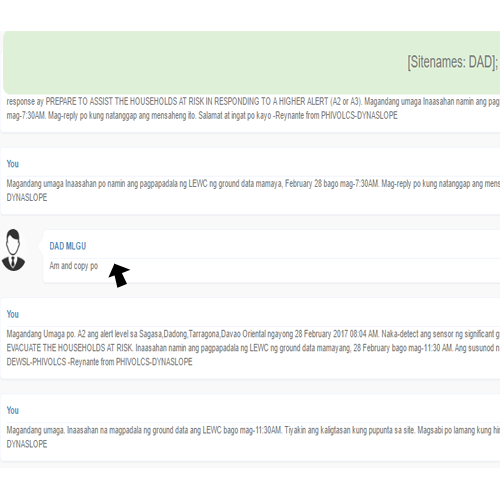 [Sitenames: DAD];
response ay PREPARE TO ASSIST THE HOUSEHOLDS AT RISK IN RESPONDING TO A HIGHER ALERT (A2 or A3). Magandang umaga Inaasahan namin ang pag
mag-7:30AM. Mag-reply po kung natanggap ang mensaheng ito. Salamat at ingat po kayo -Reynante from PHIVOLCS-DYNASLOPE
You
Magandang umaga Inaasahan po namin ang pagpapadala ng LEWC ng ground data mamaya, February 28 bago mag-7:30AM. Mag-reply po kung natanggap ang mens
DYNASLOPE
DAD MLGU
Am and copy po
You
Magandang Umaga po. A2 ang alert level sa Sagasa,Dadong,Tarragona,Davao Oriental ngayong 28 February 2017 08:04 AM. Naka-detect ang sensor ng significant g
EVACUATE THE HOUSEHOLDS AT RISK. Inaasahan namin ang pagpapadala ng LEWC ng ground data mamayang, 28 February bago mag-11:30 AM. Ang susunod n
DEWSL-PHIVOLCS -Reynante from PHIVOLCS-DYNASLOPE
You
Magandang umaga. Inaasahan na magpadala ng ground data ang LEWC bago mag-11:30AM. Tiyakin ang kaligtasan kung pupunta sa site. Magsabi po lamang kung hi
DYNASLOPE